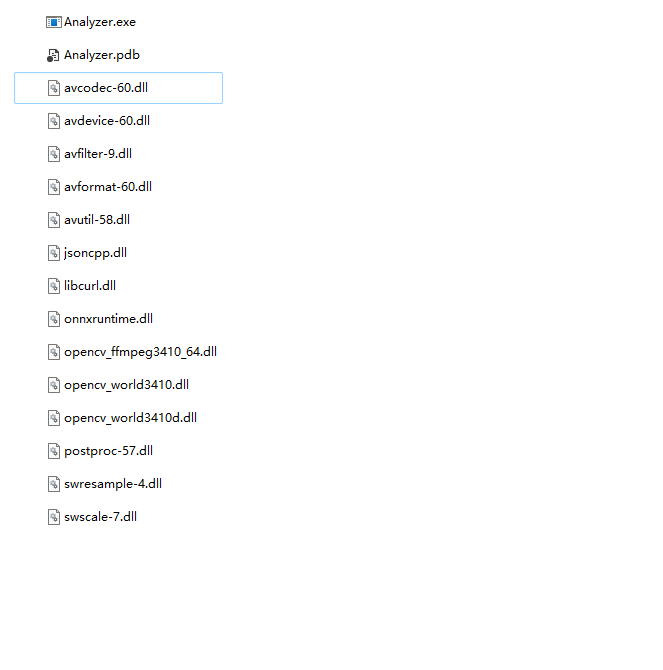 Analyzer.exe
Analyzer.pdb
avcodec-60.dll
avdevice-60.dll
avfilter-9.dll
avformat-60.dll
avutil-58.dll
jsoncpp.dll
libcurl.dll
onnxruntime.dll
opencv_ffmpeg3410_64.dll
opencv_world3410.dll
opencv_world3410d.dll
postproc-57.dll
swresample-4.dll
swscale-7.dll